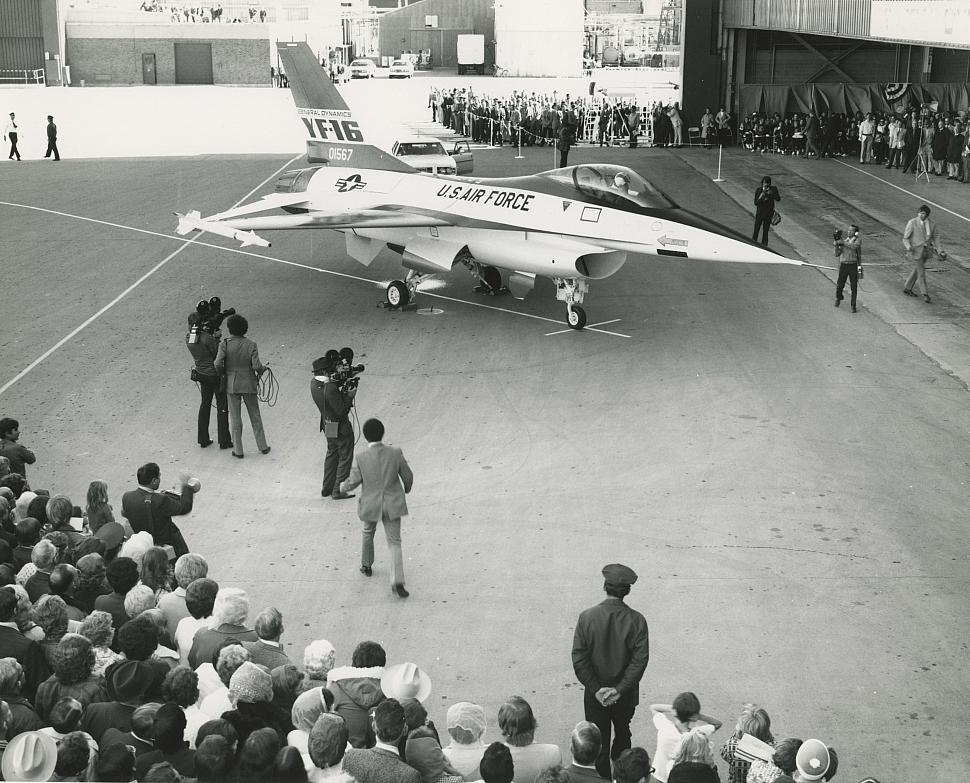 GENERAL DYNAMICS
YF-16
01567
U.S. AIR FORCE